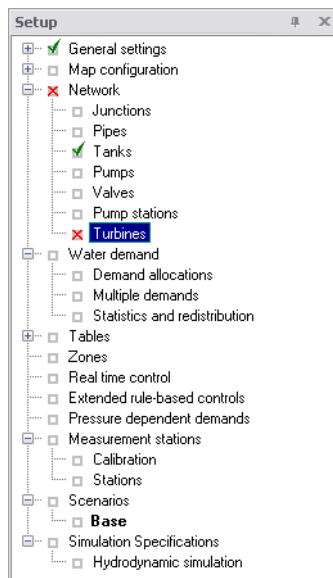 Setup
General settings
Map configuration
Network
Junctions
Pipes
Tanks
Pumps
Valves
Pump stations
Turbines
Water demand
Demand allocations
Multiple demands
Statistics and redistribution
Tables
Zones
Real time control
Extended rule-based controls
Pressure dependent demands
Measurement stations
Calibration
Stations
Scenarios
Base
Simulation Specifications
Hydrodynamic simulation